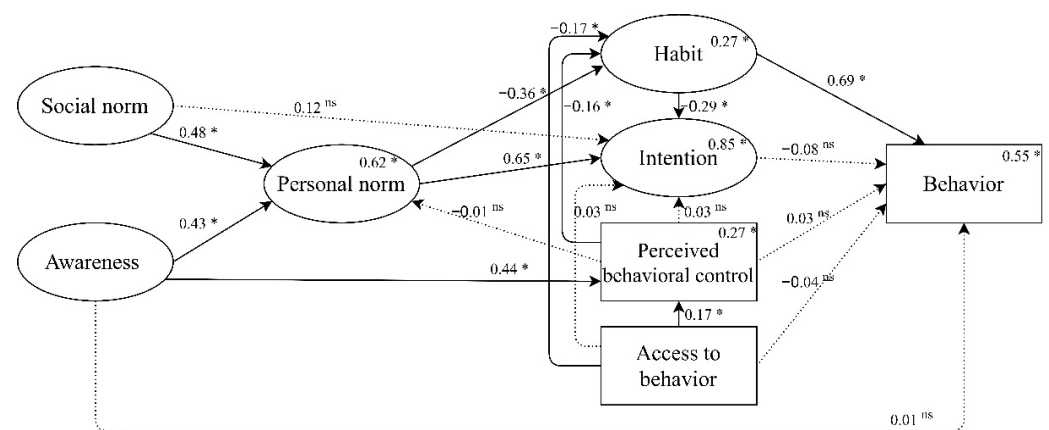 −0.17 *
Habit
0.27 *
Social norm
0.12 ns
−0.36 *
−0.16 *
−0.29 *
0.69 *
0.48 *
0.62 *
Personal norm
0.65 *
Intention
0.85 *
−0.08 ns
0.55 *
Behavior
0.43 *
−0.01 ns
0.03 ns
0.03 ns
0.03 ns
Awareness
0.44 *
0.27 *
Perceived
behavioral control
−0.04 ns
0.17 *
Access to
behavior
0.01 ns